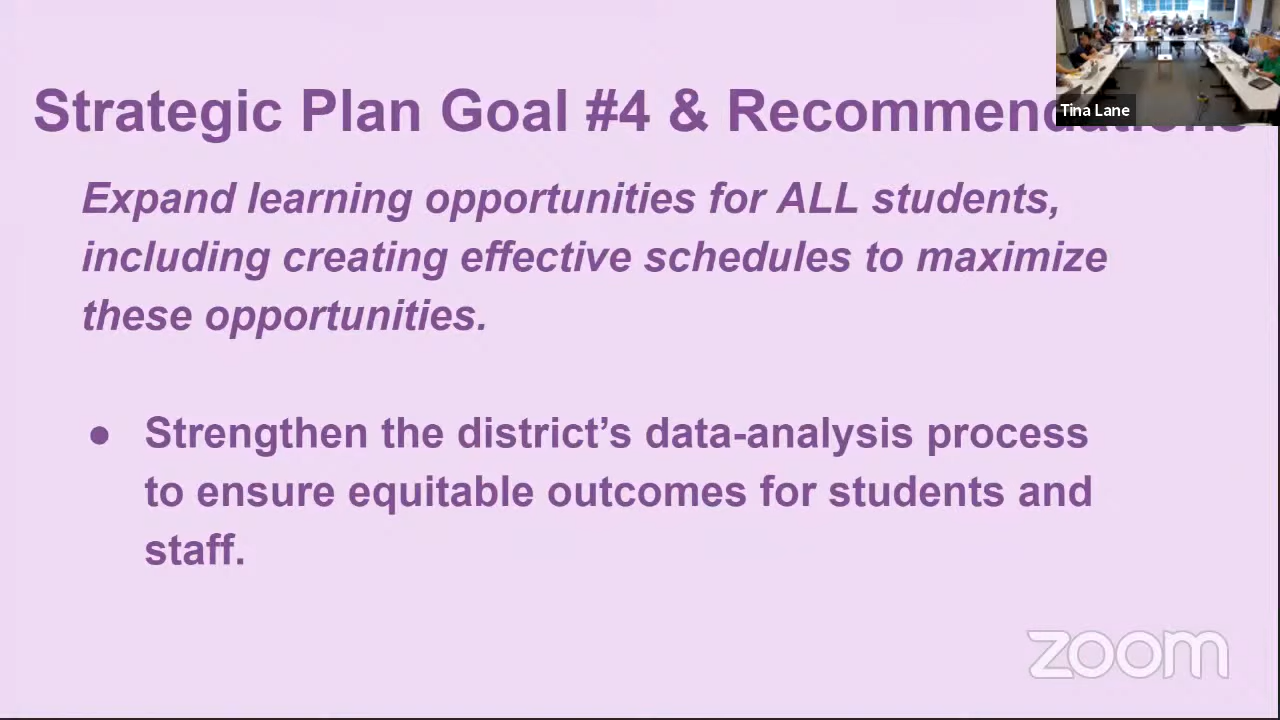 Strategic Plan Goal #4 & Recommendations
Tina Lane
Expand learning opportunities for ALL students,
including creating effective schedules to maximize
these opportunities.
● Strengthen the district’s data-analysis process
to ensure equitable outcomes for students and
staff.
zoom